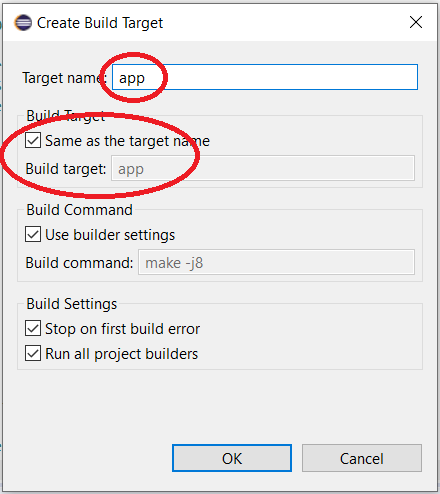 Create Build Target
Target name: app
Build Target
Same as the target name
Build target: app
Build Command
Use builder settings
Build command: make -j8
Build Settings
Stop on first build error
Run all project builders
OK Cancel